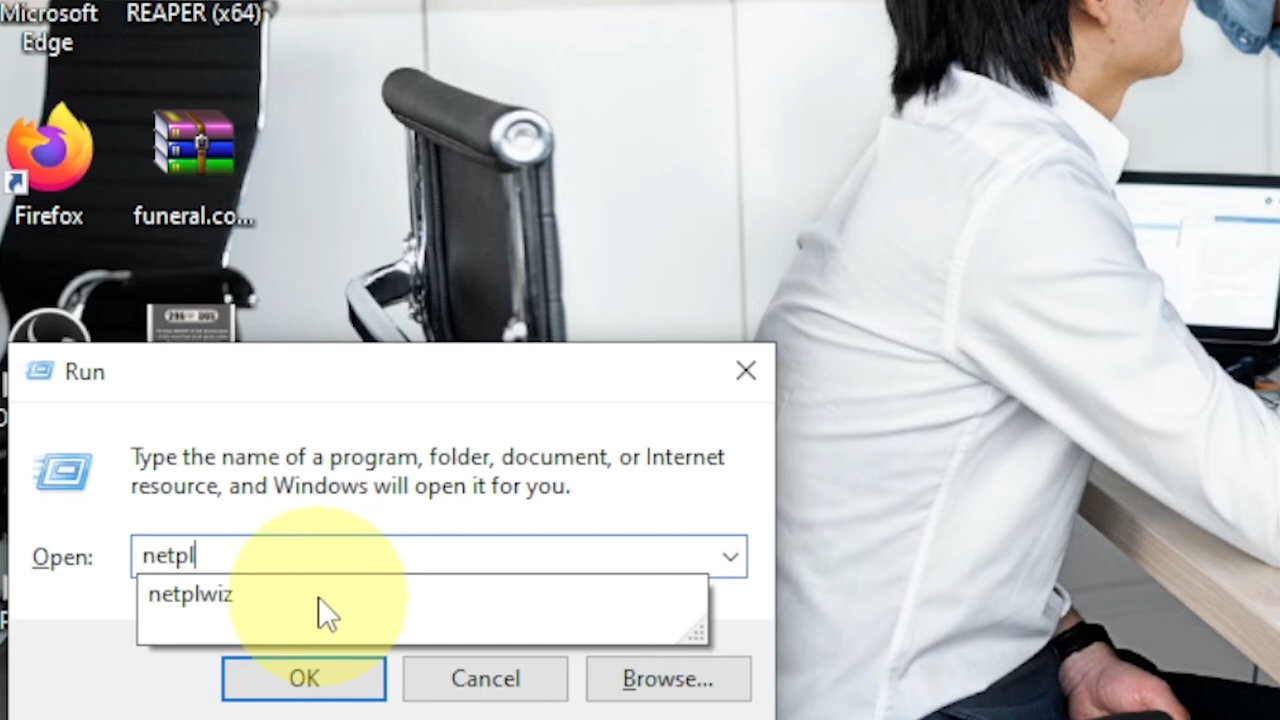 Microsoft
Edge
REAPER (x64)
Firefox
funeral.co...
Run
Type the name of a program, folder, document, or Internet
resource, and Windows will open it for you.
Open:
netpl
netplwiz
OK
Cancel
Browse...